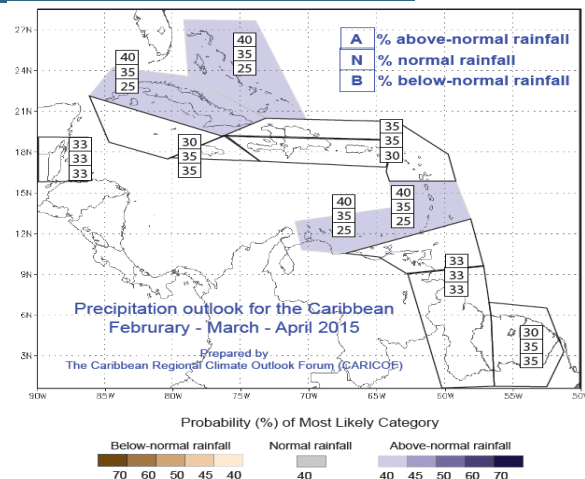 27N
24N
21N
18N
15N
12N
9N
6N
3N
A % above-normal rainfall
N % normal rainfall
B % below-normal rainfall
40
35
25
40
35
25
35
35
30
30
35
35
33
33
33
40
35
25
40
35
25
33
33
33
30
35
35
Precipitation outlook for the Caribbean
Februrary - March - April 2015
Prepared by
The Caribbean Regional Climate Outlook Forum (CARICOF)
90W 85W 80W 75W 70W 65W 60W 55W 50
Probability (%) of Most Likely Category
Below-normal rainfall Normal rainfall Above-normal rainfall
70 60 50 45 40 40 40 45 50 60 70